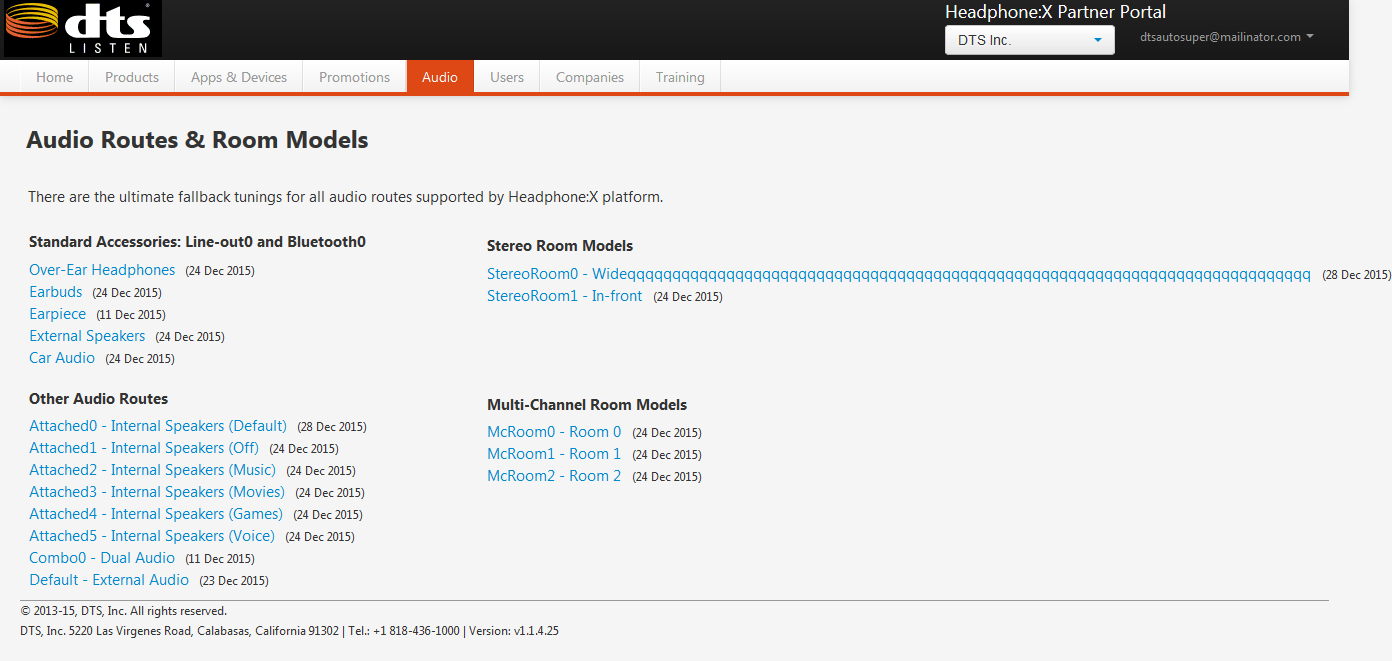 dts
LISTEN
Headphone:X Partner Portal
DTS Inc.
dtsautosuper@mailinator.com
Home Products Apps & Devices Promotions Audio Users Companies Training
Audio Routes & Room Models
There are the ultimate fallback tunings for all audio routes supported by Headphone:X platform.
Standard Accessories: Line-out0 and Bluetooth0
Over-Ear Headphones (24 Dec 2015)
Earbuds (24 Dec 2015)
Earpiece (11 Dec 2015)
External Speakers (24 Dec 2015)
Car Audio (24 Dec 2015)
Other Audio Routes
Attached0 - Internal Speakers (Default) (28 Dec 2015)
Attached1 - Internal Speakers (Off) (24 Dec 2015)
Attached2 - Internal Speakers (Music) (24 Dec 2015)
Attached3 - Internal Speakers (Movies) (24 Dec 2015)
Attached4 - Internal Speakers (Games) (24 Dec 2015)
Attached5 - Internal Speakers (Voice) (24 Dec 2015)
Combo0 - Dual Audio (11 Dec 2015)
Default - External Audio (23 Dec 2015)
Stereo Room Models
StereoRoom0 - Wideqqqqqqqqqqqqqqqqqqqqqqqqqqqqqqqqqqqqqqqqqqqqqqqqqqqqqqqqqqqqqqqqqqqqqqqqqqqq (28 Dec 2015)
StereoRoom1 - In-front (24 Dec 2015)
Multi-Channel Room Models
McRoom0 - Room 0 (24 Dec 2015)
McRoom1 - Room 1 (24 Dec 2015)
McRoom2 - Room 2 (24 Dec 2015)
© 2013-15, DTS, Inc. All rights reserved.
DTS, Inc. 5220 Las Virgenes Road, Calabasas, California 91302 | Tel.: +1 818-436-1000 | Version: v1.1.4.25